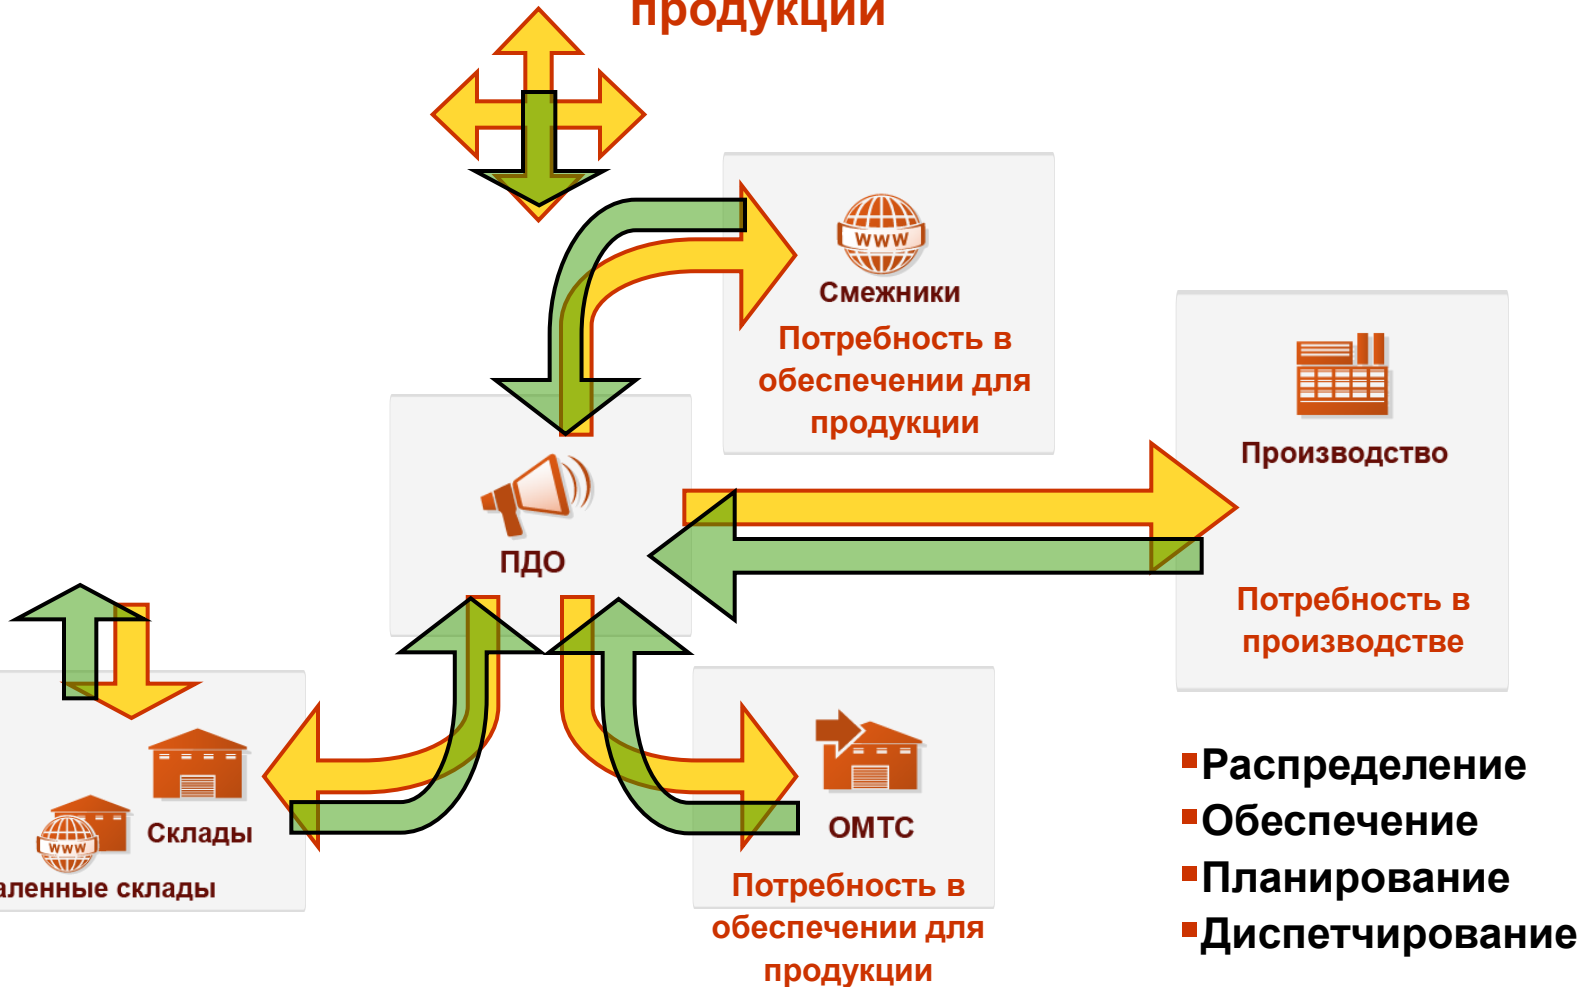 продукции
www
Смежники
Потребность в
обеспечении для
продукции
Производство
Потребность в
производстве
ПДО
Склады
www
аленные склады
ОМТС
Потребность в
обеспечении для
продукции
Распределение
Обеспечение
Планирование
Диспетчирование